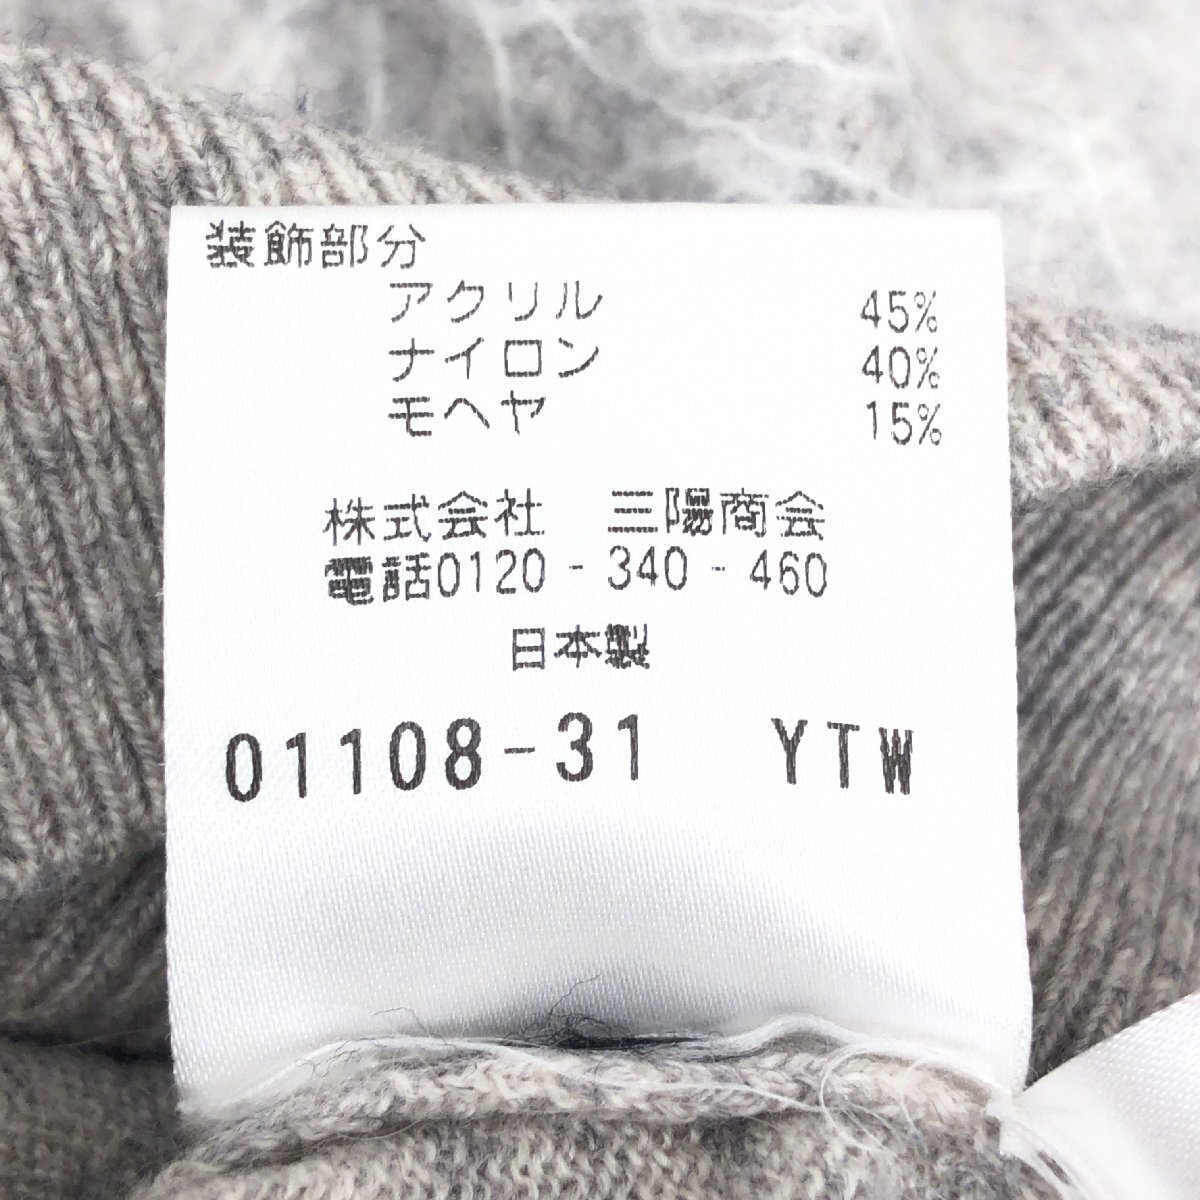 装飾部分
アクリル 45%
ナイロン 40%
モヘヤ 15%
株式会社 三陽商会
電話0120-340-460
日本製
01108-31 YTW